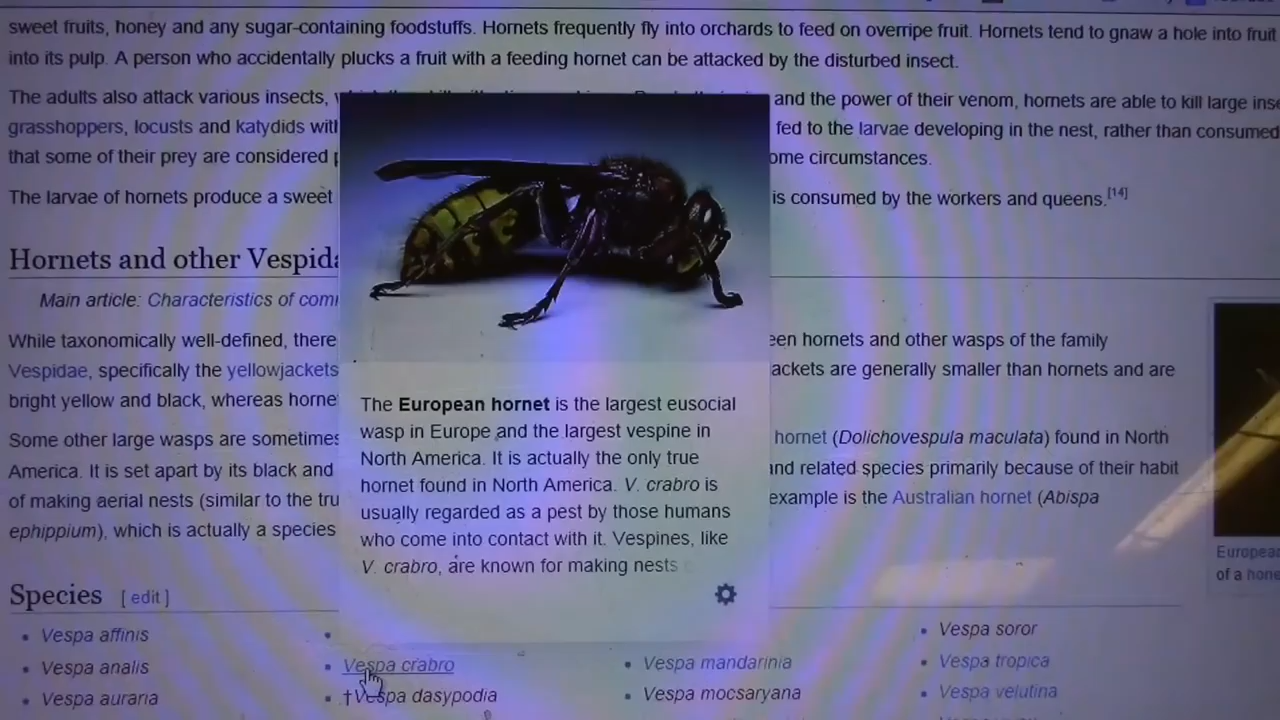 sweet fruits, honey and any sugar-containing foodstuffs. Hornets frequently fly into orchards to feed on overripe fruit. Hornets tend to gnaw a hole into fruit
into its pulp. A person who accidentally plucks a fruit with a feeding hornet can be attacked by the disturbed insect.
The adults also attack various insects, and the power of their venom, hornets are able to kill large
grasshoppers, locusts and katydids fed to the larvae developing in the nest, rather than consumed
that some of their prey are considered some circumstances.
The larvae of hornets produce a sweet is consumed by the workers and queens.[14]
Hornets and other
Main article: Characteristics of
While taxonomically well-defined, there hornets and other wasps of the family
Vespidae, specifically the yellowjackets are generally smaller than hornets and are
bright yellow and black, whereas
Some other large wasps are sometimes hornet (Dolichovespula maculata) found in North
America. It is set apart by its black and and related species primarily because of their habit
of making aerial nests (similar to the example is the Australian hornet (Abispa
ephippium), which is actually a species
The European hornet is the largest eusocial
wasp in Europe and the largest vespine in
North America. It is actually the only true
hornet found in North America. V. crabro is
usually regarded as a pest by those humans
who come into contact with it. Vespines, like
V. crabro, are known for making nests
European
of a
Species [ edit ]
Vespa affinis
Vespa analis
Vespa auraria
Vespa crabro
†Vespa dasypodia
Vespa mandarinia
Vespa mocsaryana
Vespa soror
Vespa tropica
Vespa velutina